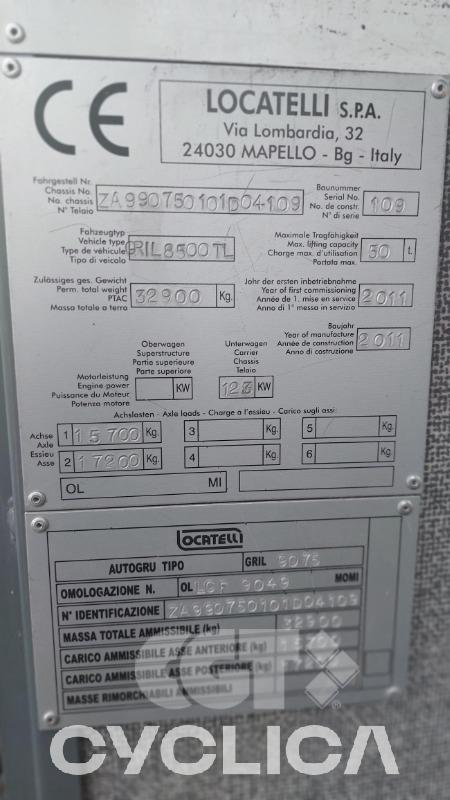 CE
LOCATELLI S.P.A.
Via Lombardia, 32
24030 MAPELLO - Bg - Italy
Fahrgestell Nr.
Chassis No.
No. chassis
N° Telaio
ZA990750101D04109
Baunummer
Serial No.
No. de constr.
N° di serie
109
Fahrzeugtyp
Vehicle type
Type de véhicule
Tipo di veicolo
GRIL8500TL
Maximale Tragfähigkeit
Max. lifting capacity
Charge max. d'utilisation
Portata max.
50 t.
Zulässiges ges. Gewicht
Perm. total weight
PTAC
Massa totale a terra
32900 Kg.
Jahr der ersten inbetriebnahme
Year of first commissioning
Année de 1. mise en service
Anno di 1° messa in servizio
2011
Baujahr
Year of manufacture
Année de construction
Anno di costruzione
2011
Oberwagen
Superstructure
Partie superieure
Parte superiore
Unterwagen
Carrier
Chassis
Telaio
Motorleistung
Engine power
Puissance du Moteur
Potenza motore
KW
KW
Achslasten - Axle loads - Charge a l'essieu - Carico sugli assi
Achse
Axle
Essieu
Asse
1 15700 Kg. 3 Kg. 5 Kg.
2 17200 Kg. 4 Kg. 6 Kg.
OL MI
LOCATELLI
AUTOGRU TIPO GRIL 9075
OMOLOGAZIONE N. OL LCF 9049 MOMI
N° IDENTIFICAZIONE ZA990750101D04109
MASSA TOTALE AMMISSIBILE (kg) 32900
CARICO AMMISSIBILE ASSE ANTERIORE (kg)
CARICO AMMISSIBILE ASSE POSTERIORE (kg)
MASSE RIMORCHIABILI AMMISSIBILI
CYCLICA